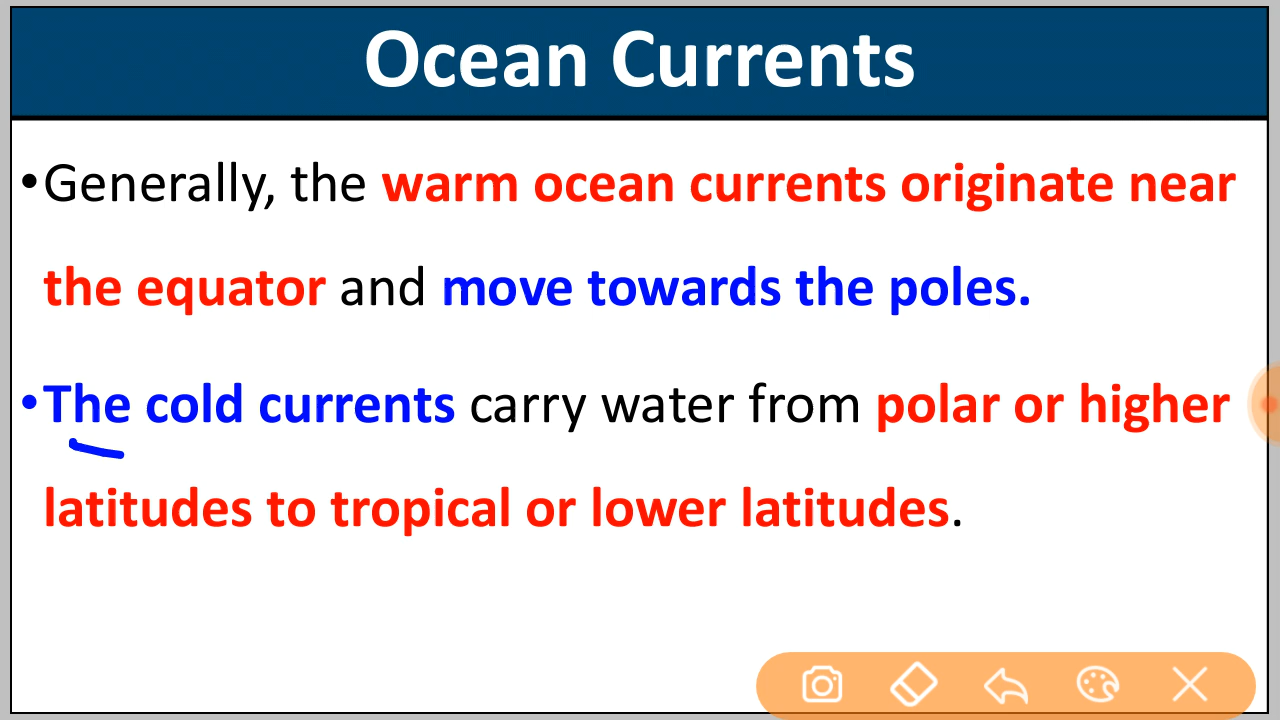 Ocean Currents
•Generally, the warm ocean currents originate near
the equator and move towards the poles.
•The cold currents carry water from polar or higher
latitudes to tropical or lower latitudes.